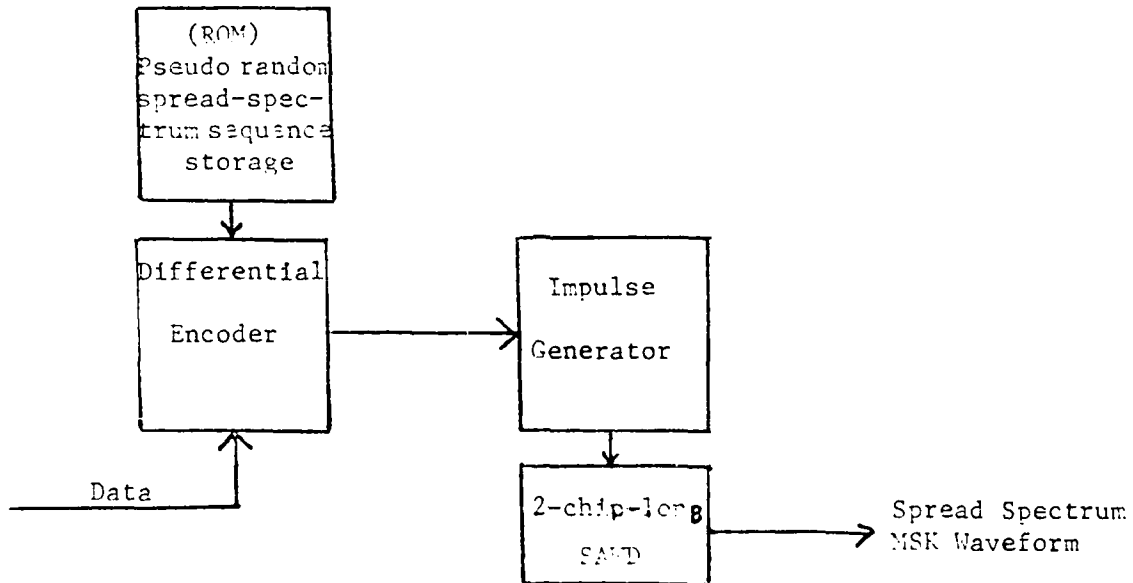 (ROM)
Pseudo random
spread-spec-
trum sequence
storage
Differential
Encoder
Impulse
Generator
Data
2-chip-long
SAWD
Spread Spectrum
MSK Waveform